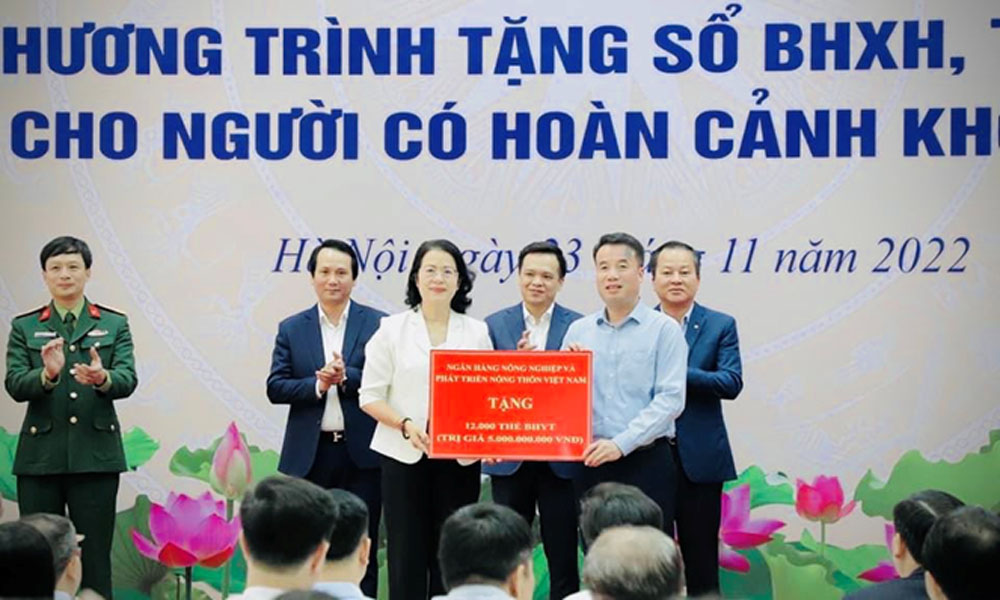 HƯƠNG TRÌNH TẶNG SỔ BHXH,
CHO NGƯỜI CÓ HOÀN CẢNH KH
Hà Nội, ngày 23 tháng 11 năm 2022
NGÂN HÀNG NÔNG NGHIỆP VÀ
PHÁT TRIỂN NÔNG THÔN VIỆT NAM
TẶNG
12.000 THẺ BHYT
(TRỊ GIÁ 5.000.000.000 VNĐ)